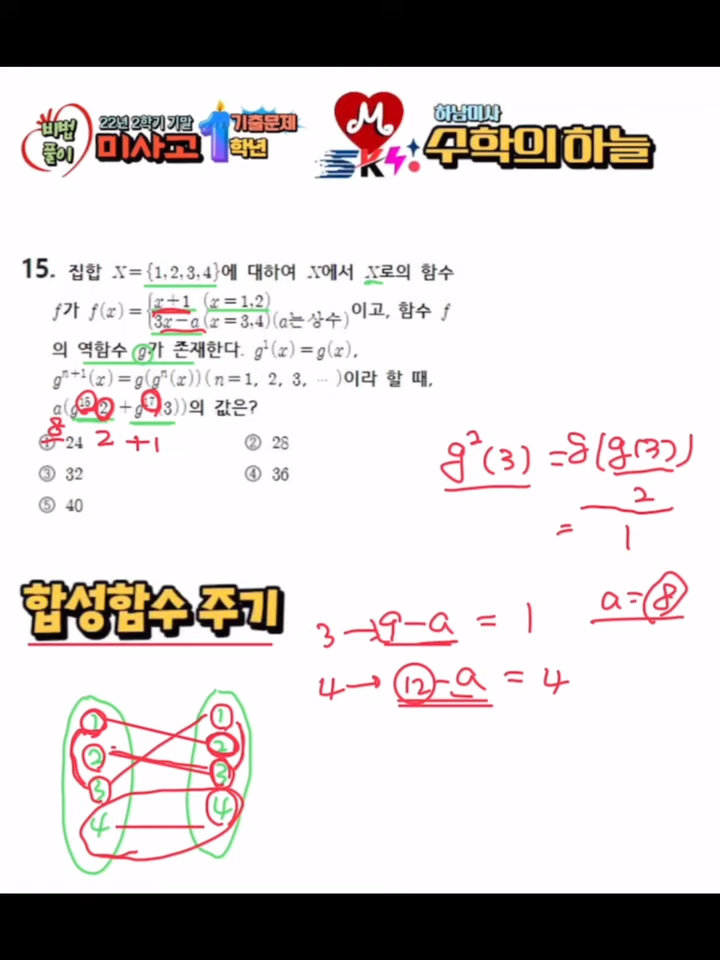 비법 풀이
22년 2학기 기말
미사고 1학년 기출문제
하남미사
M SK 수학의하늘
15. 집합 X={1,2,3,4}에 대하여 X에서 X로의 함수
f가 f(x)={x+1 (x=1,2)
{3x-a(x=3,4)(a는 상수)이고, 함수 f
의 역함수 g가 존재한다. g¹(x)=g(x),
gⁿ⁺¹(x)=g(gⁿ(x))(n=1, 2, 3, ⋯)이라 할 때,
a(g¹⁵(2)+g¹⁷(3))의 값은?
8 2 +1
① 24 ② 28
③ 32 ④ 36
⑤ 40
g²(3) = g(g(3))
2
= 1
합성함수 주기
3→9-a = 1
a=8
4→12-a = 4
1 1
2 2
3 3
4 4